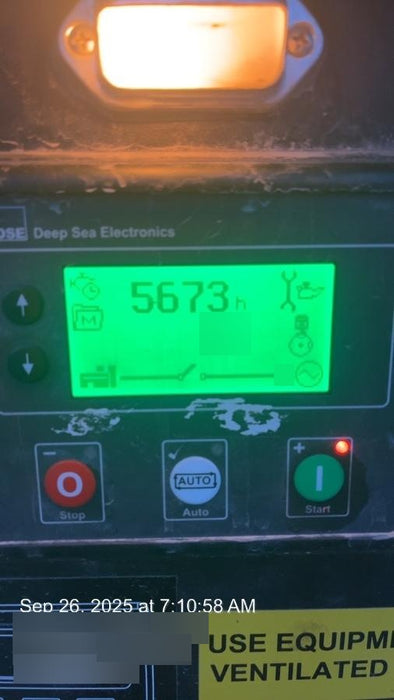 DSE Deep Sea Electronics
5673 h
M
O
AUTO
I
Stop
Auto
Start
Sep 26, 2025 at 7:10:58 AM
USE EQUIPM
VENTILATED